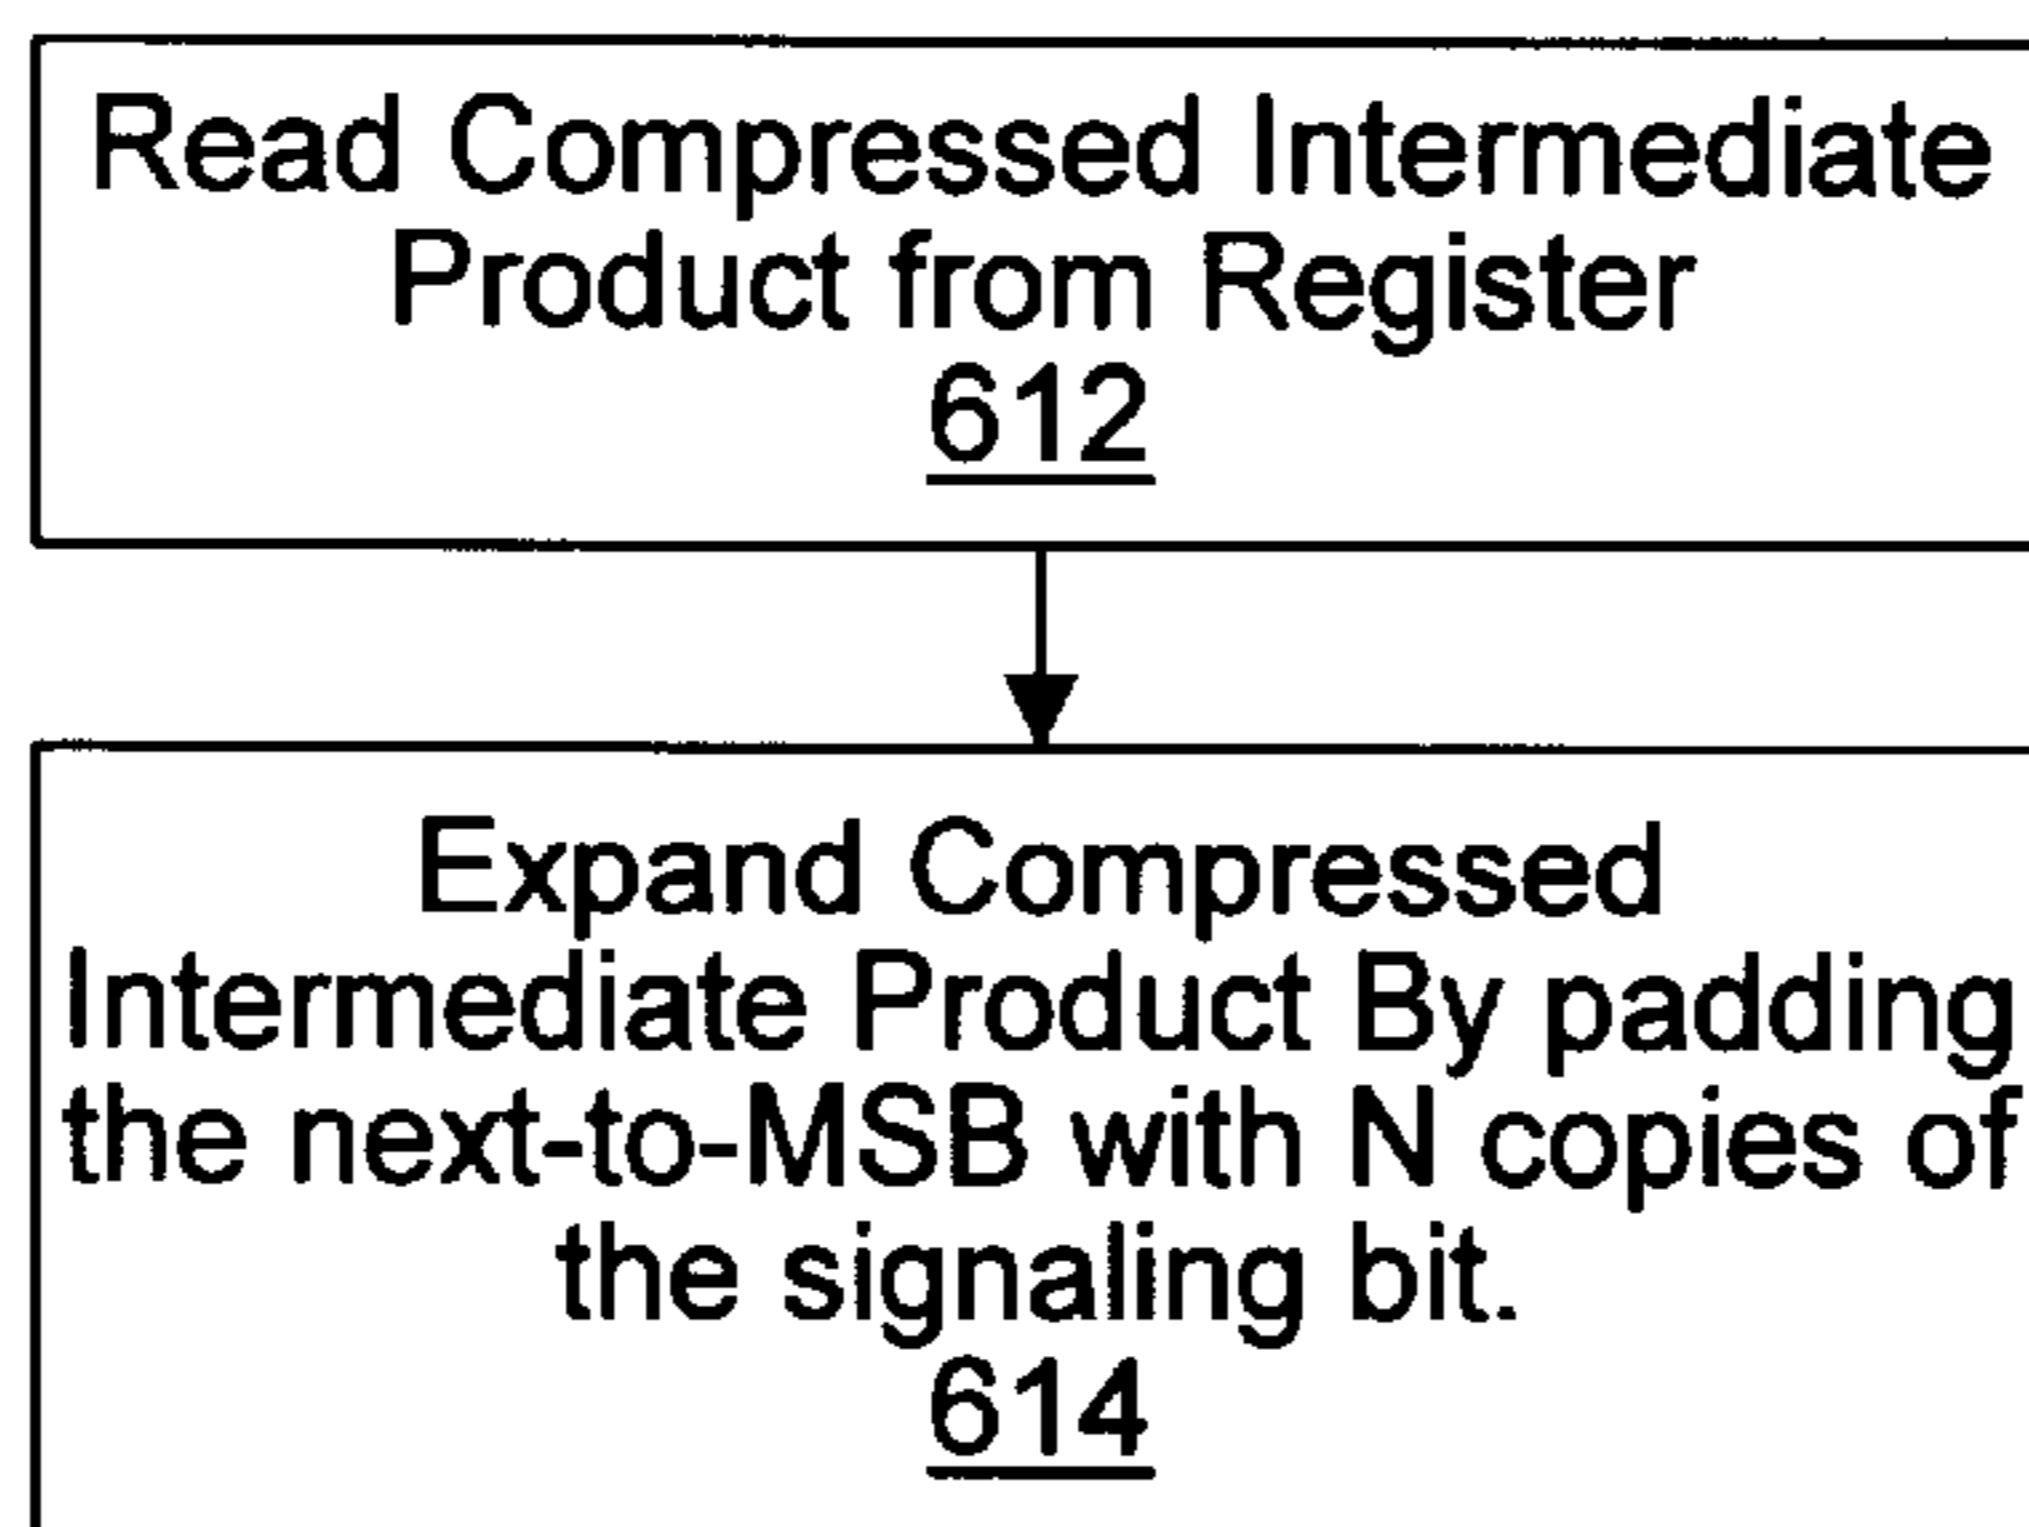 Read Compressed Intermediate
Product from Register
612
Expand Compressed
Intermediate Product By padding
the next-to-MSB with N copies of
the signaling bit.
614